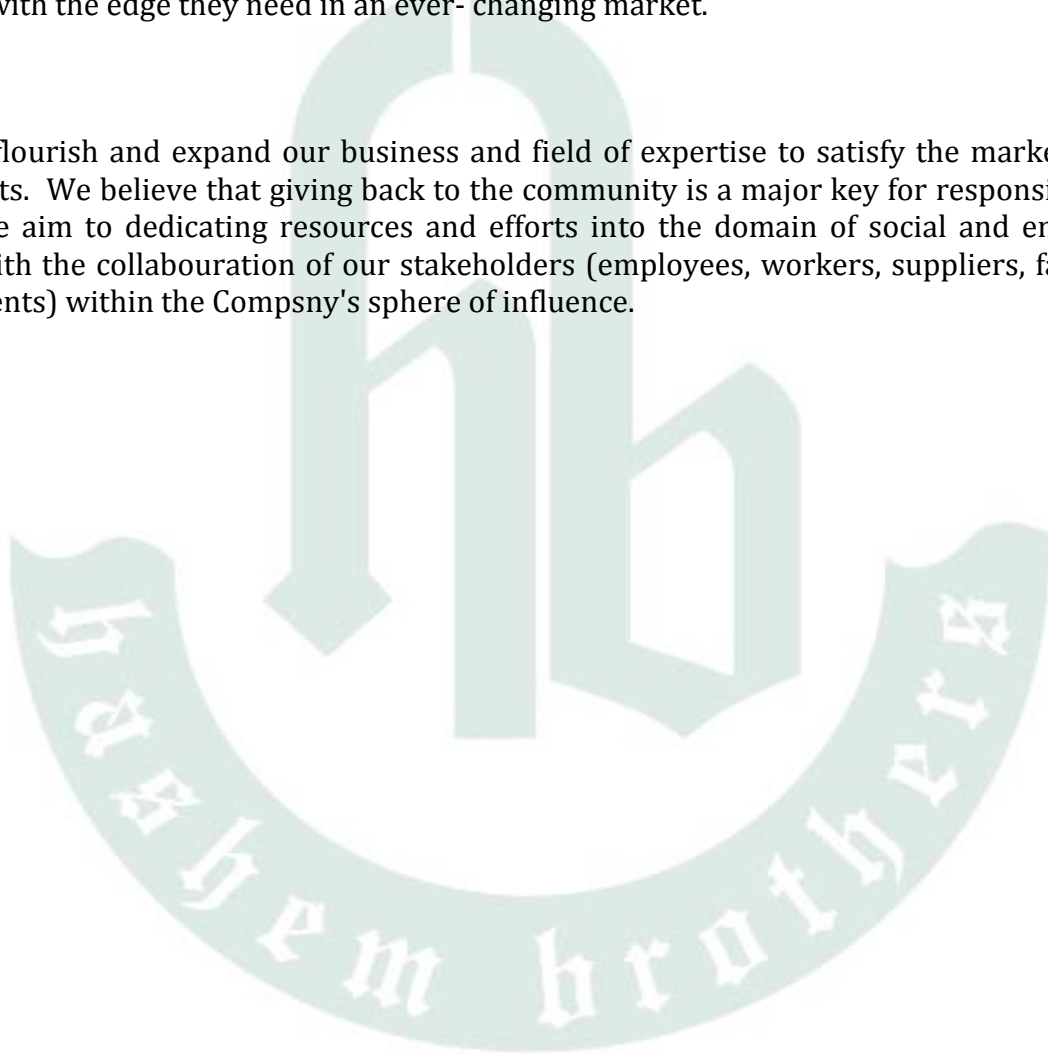 with the edge they need in an ever- changing market.
flourish and expand our business and field of expertise to satisfy the marke
ts. We believe that giving back to the community is a major key for responsi
e aim to dedicating resources and efforts into the domain of social and en
ith the collabouration of our stakeholders (employees, workers, suppliers, fa
ents) within the Compsny's sphere of influence.
hb
hashem brothers